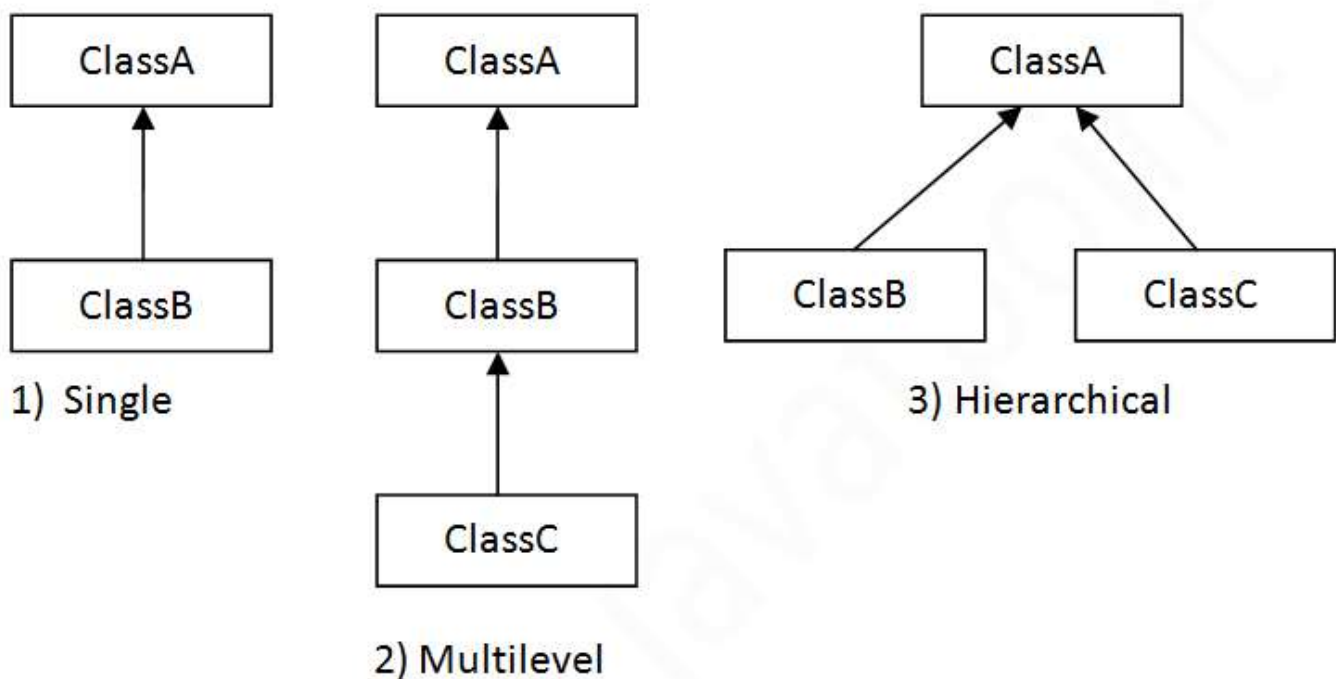 ClassA
ClassB
1) Single
ClassA
ClassB
ClassC
2) Multilevel
ClassA
ClassB
ClassC
3) Hierarchical